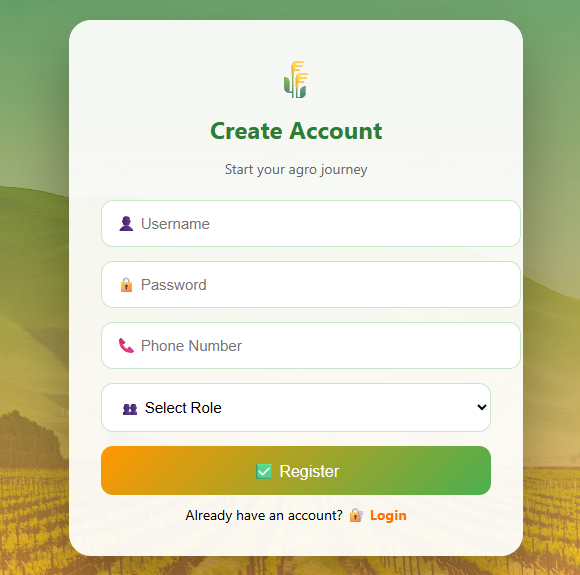 Create Account
Start your agro journey
👤 Username
🔒 Password
📞 Phone Number
👥 Select Role
✅ Register
Already have an account? 🔐 Login